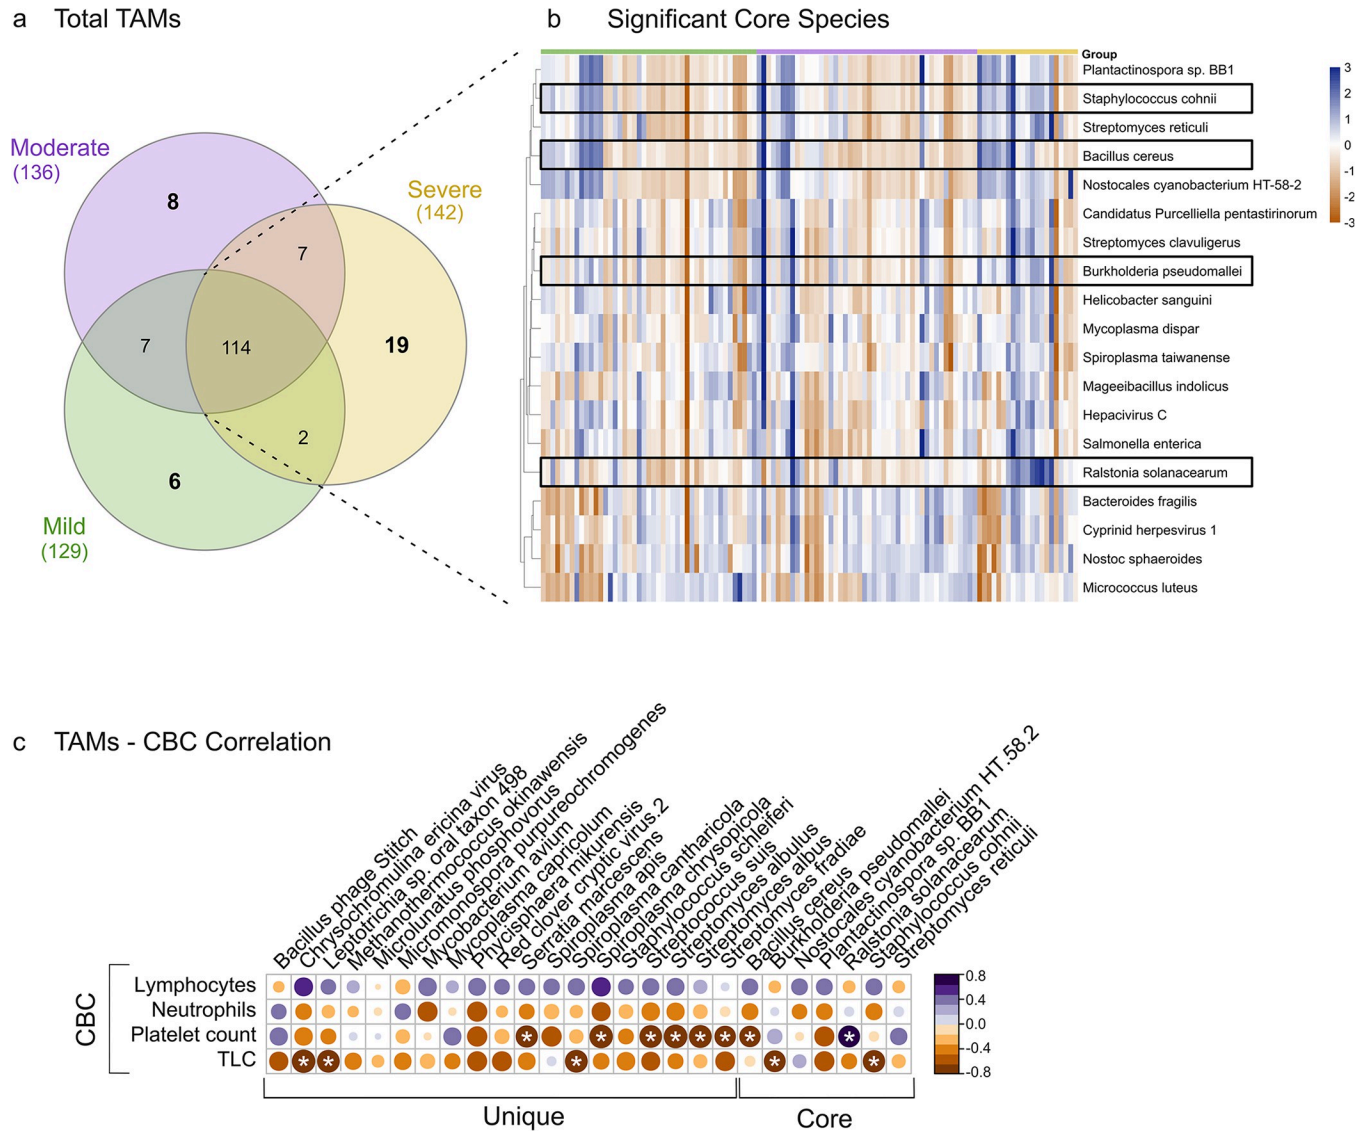 a Total TAMs
Moderate
(136)
8
Severe
(142)
7
7
114
19
2
6
Mild
(129)
b Significant Core Species
Group
Plantactinospora sp. BB1
Staphylococcus cohnii
Streptomyces reticuli
Bacillus cereus
Nostocales cyanobacterium HT-58-2
Candidatus Purcelliella pentastirinorum
Streptomyces clavuligerus
Burkholderia pseudomallei
Helicobacter sanguini
Mycoplasma dispar
Spiroplasma taiwanense
Mageeibacillus indolicus
Hepacivirus C
Salmonella enterica
Ralstonia solanacearum
Bacteroides fragilis
Cyprinid herpesvirus 1
Nostoc sphaeroides
Micrococcus luteus
3
2
1
0
-1
-2
-3
c TAMs - CBC Correlation
Bacillus phage Stitch
Chrysochromulina ericina virus
Leptotrichia sp. oral taxon 498
Methanothermococcus okinawensis
Microlunatus phosphovorus
Micromonospora purpureochromogenes
Mycobacterium avium
Mycoplasma capricolum
Phycisphaera mikurensis
Red clover cryptic virus.2
Serratia marcescens
Spiroplasma apis
Spiroplasma cantharicola
Spiroplasma chrysopicola
Staphylococcus schleiferi
Streptococcus suis
Streptomyces albulus
Streptomyces albus
Streptomyces fradiae
Bacillus cereus
Burkholderia pseudomallei
Nostocales cyanobacterium HT.58.2
Plantactinospora sp. BB1
Ralstonia solanacearum
Staphylococcus cohnii
Streptomyces reticuli
CBC
Lymphocytes
Neutrophils
Platelet count
* * * * * * * *
TLC
* * * * *
0.8
0.4
0.0
-0.4
-0.8
Unique
Core